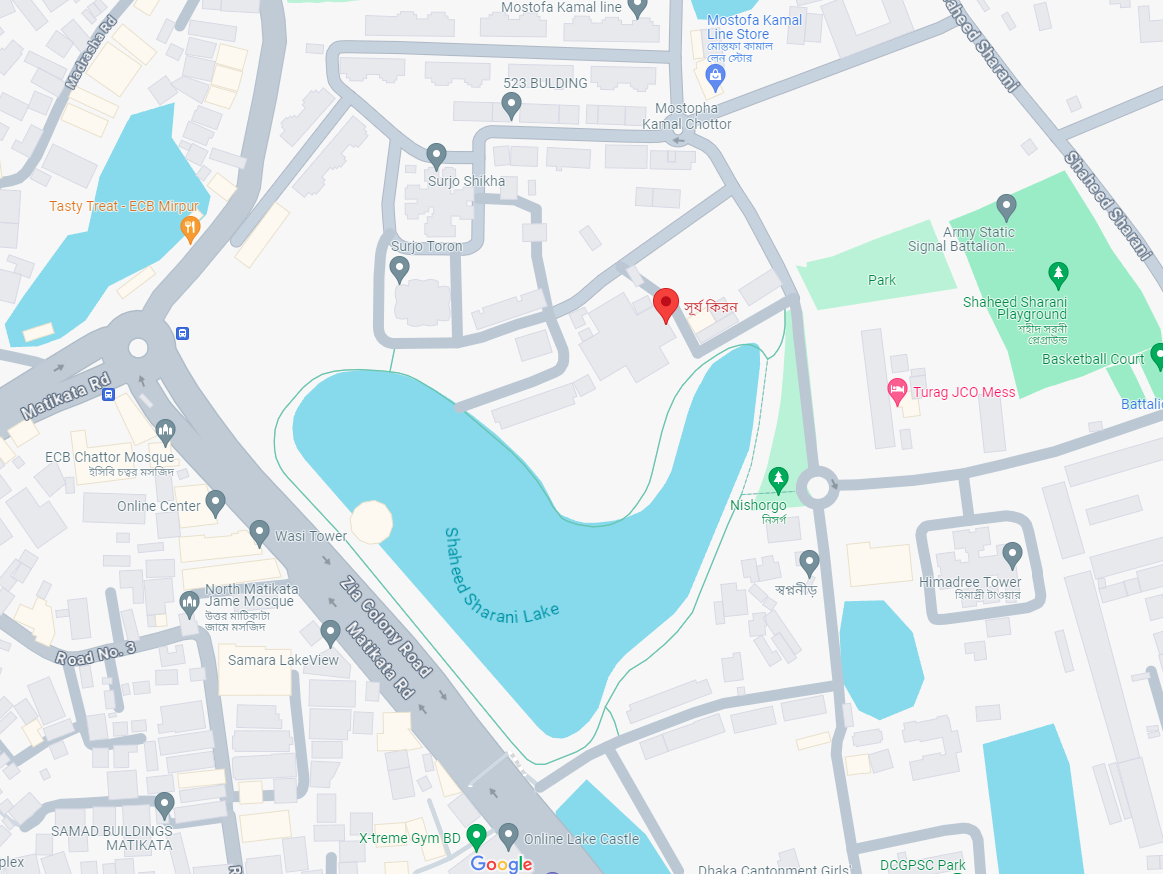 Mostofa Kamal line
Mostofa Kamal
Line Store
মোস্তফা কামাল
লেন স্টোর
Shaheed Sharani
Madrasha Rd
523 BULDING
Mostopha
Kamal Chottor
Shaheed Sharani
Surjo Shikha
Tasty Treat - ECB Mirpur
Army Static
Signal Battalion...
Surjo Toron
Park
সূর্য কিরন
Shaheed Sharani
Playground
শহীদ সরনী
প্লেগ্রাউন্ড
Basketball Court
Matikata Rd
Turag JCO Mess
Battali
ECB Chattor Mosque
ইসিবি চত্বর মসজিদ
Online Center
Nishorgo
নিসর্গ
Wasi Tower
Shaheed Sharani Lake
Himadree Tower
হিমাদ্রী টাওয়ার
স্বপ্ননীড়
North Matikata
Jame Mosque
উত্তর মাটিকাটা
জামে মসজিদ
Zia Colony Road
Matikata Rd
Road No. 3
Samara LakeView
SAMAD BUILDINGS
MATIKATA
X-treme Gym BD
Online Lake Castle
Google
plex
Dhaka Cantonment Girls'
DCGPSC Park